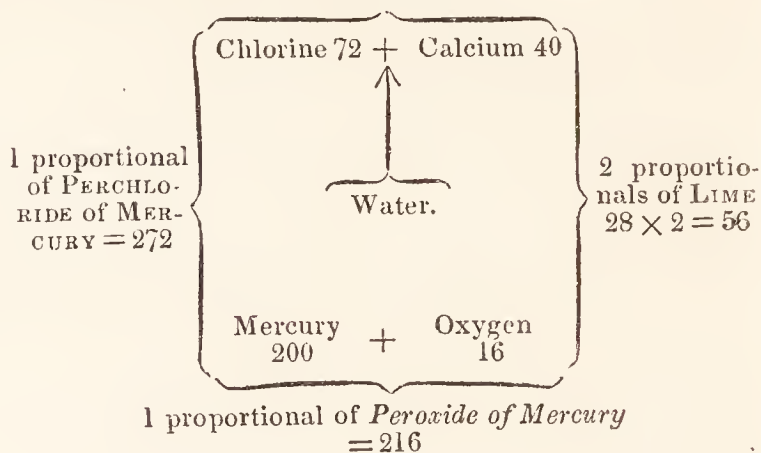 Chlorine 72 + Calcium 40
1 proportional
of PERCHLO-
RIDE of MER-
CURY = 272
Water.
2 proportio-
nals of LIME
28 × 2 = 56
Mercury + Oxygen
200 16
1 proportional of Peroxide of Mercury
= 216